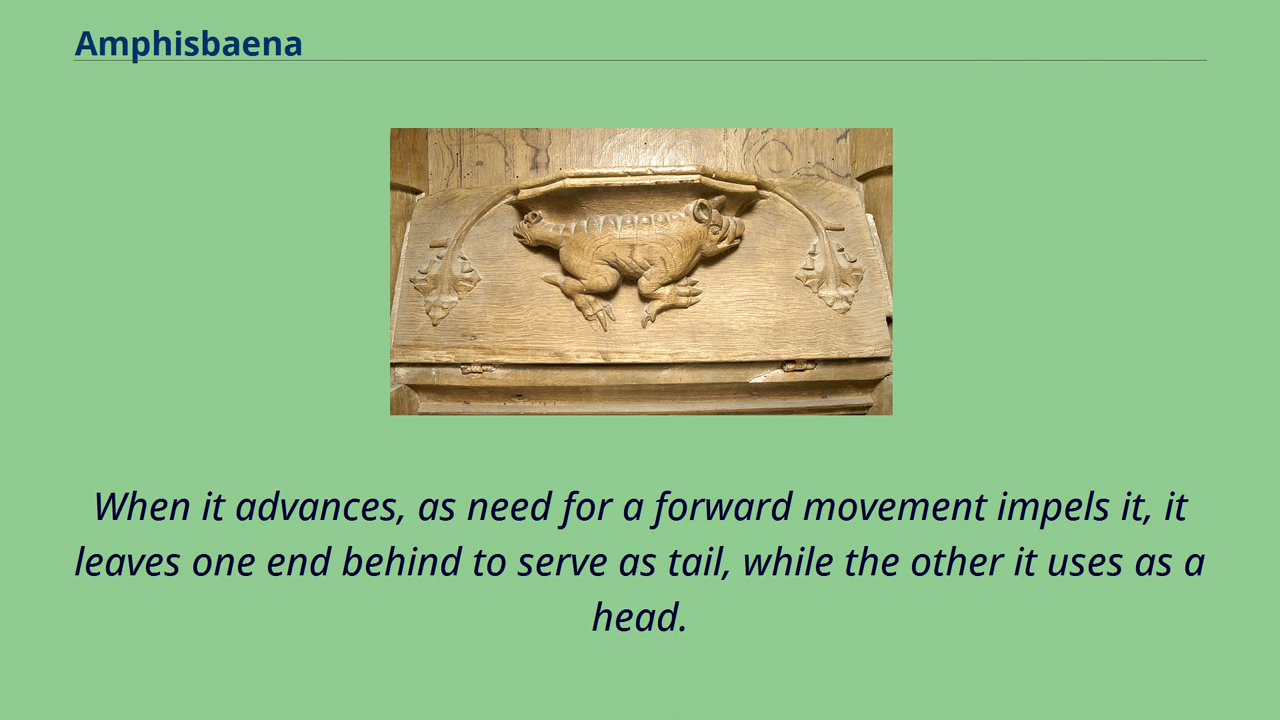 Amphisbaena
When it advances, as need for a forward movement impels it, it
leaves one end behind to serve as tail, while the other it uses as a
head.